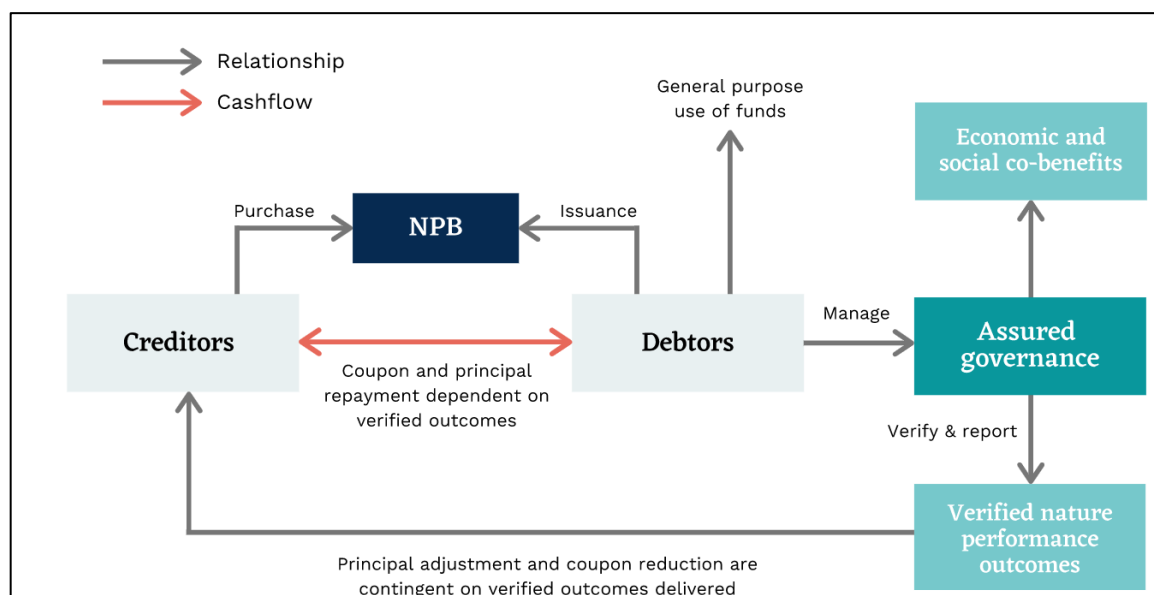 Relationship
Cashflow
General purpose
use of funds
Economic and
social co-benefits
Purchase
NPB
Issuance
Creditors
Debtors
Manage
Assured
governance
Coupon and principal
repayment dependent on
verified outcomes
Verify & report
Verified nature
performance
outcomes
Principal adjustment and coupon reduction are
contingent on verified outcomes delivered